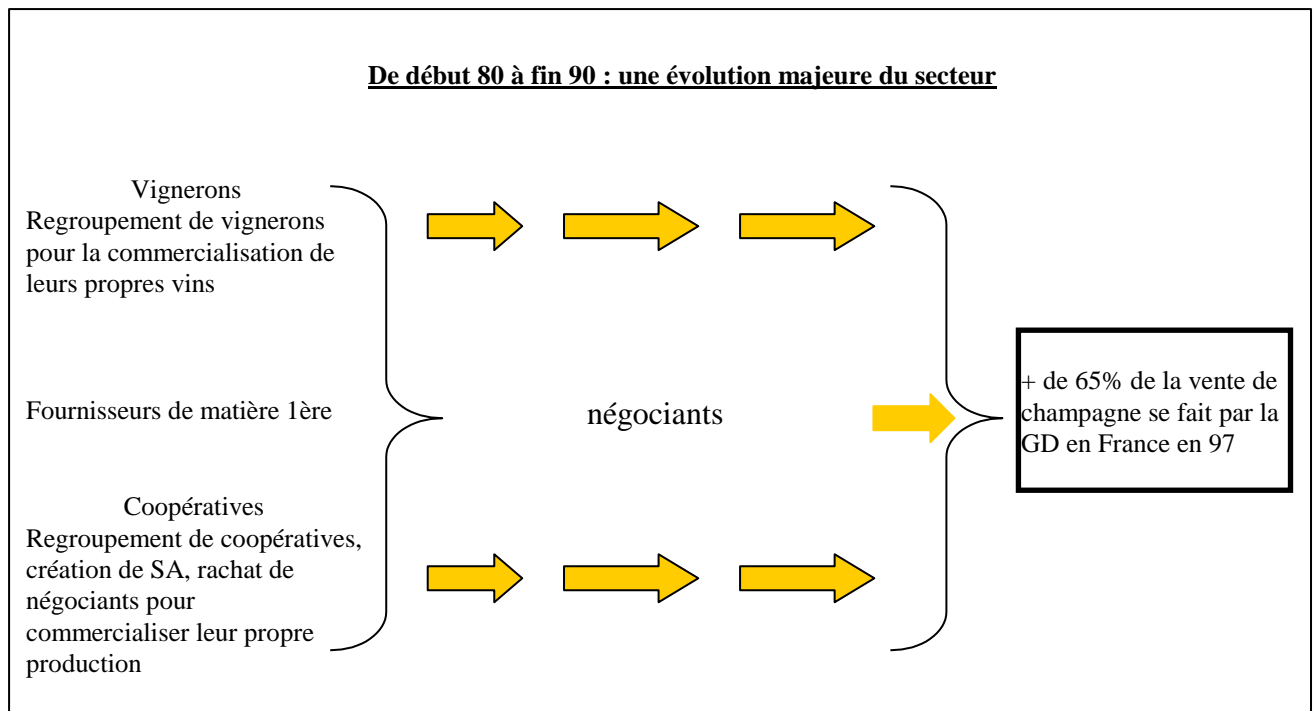 De début 80 à fin 90 : une évolution majeure du secteur
Vignerons
Regroupement de vignerons
pour la commercialisation de
leurs propres vins
Fournisseurs de matière 1ère
négociants
+ de 65% de la vente de
champagne se fait par la
GD en France en 97
Coopératives
Regroupement de coopératives,
création de SA, rachat de
négociants pour
commercialiser leur propre
production